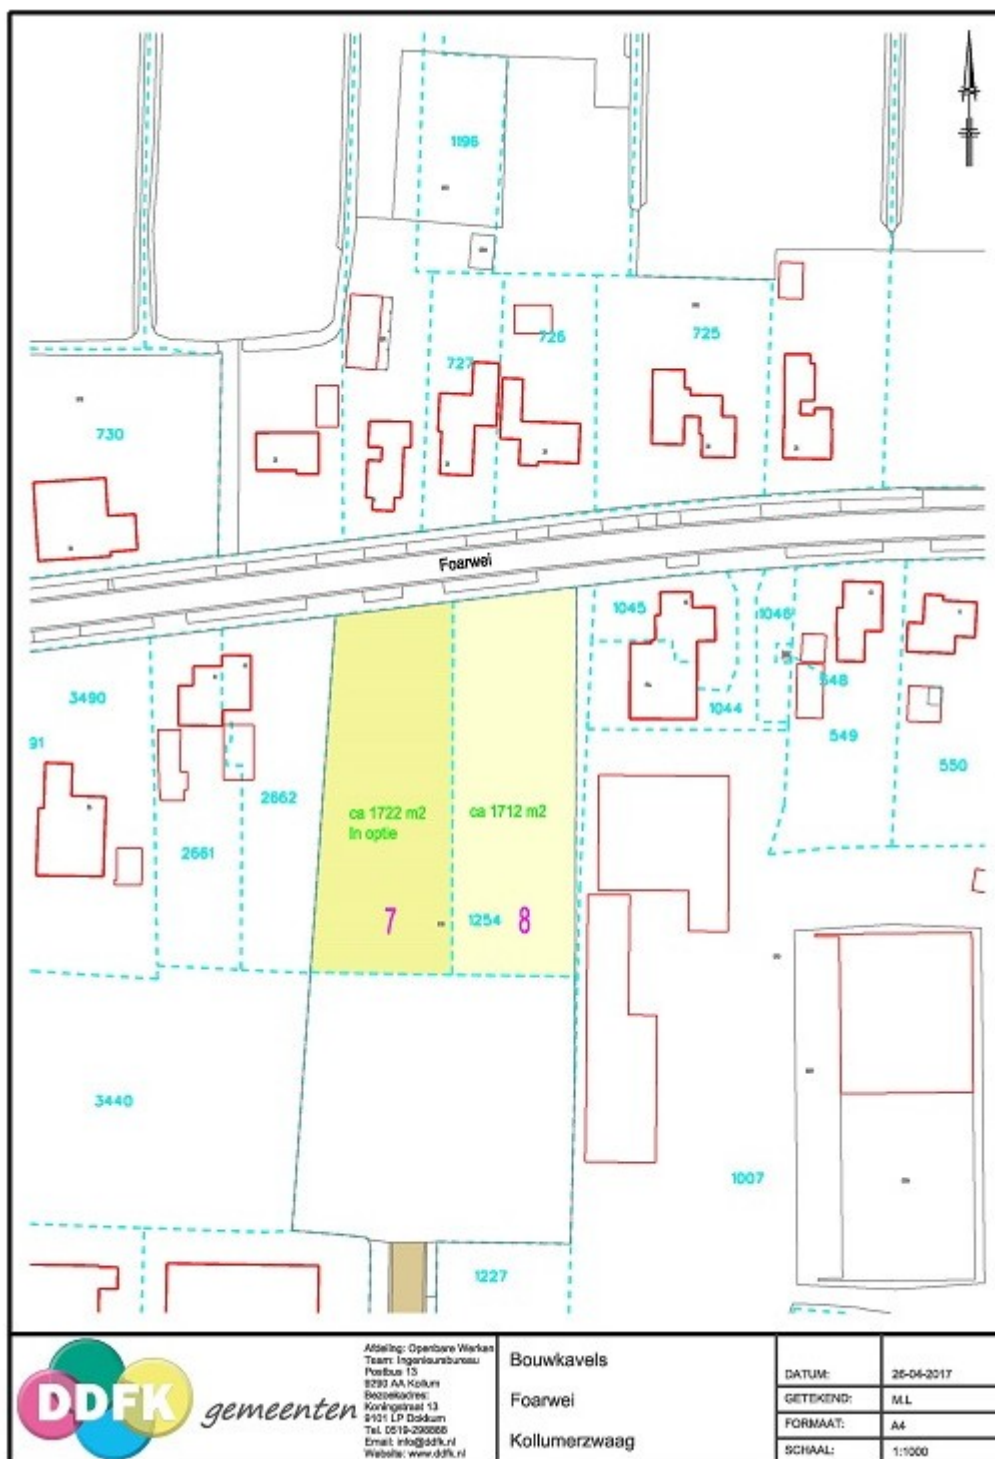 1196
726
725
727
730
Foarwei
1045
1046
3490
548
1044
549
91
550
2662
ca 1722 m2
In optie
ca 1712 m2
2661
7
1254
8
3440
1007
1227
DDFK gemeenten
Afdeling: Openbare Werken
Team: Ingenieursbureau
Postbus 13
9290 AA Kollum
Bezoekadres:
Koningstraat 13
9101 LP Dokkum
Tel. 0519-298888
Email: info@ddfk.nl
Website: www.ddfk.nl
Bouwkavels
Foarwei
Kollumerzwaag
DATUM: 26-04-2017
GETEKEND: M.L
FORMAAT: A4
SCHAAL: 1:1000